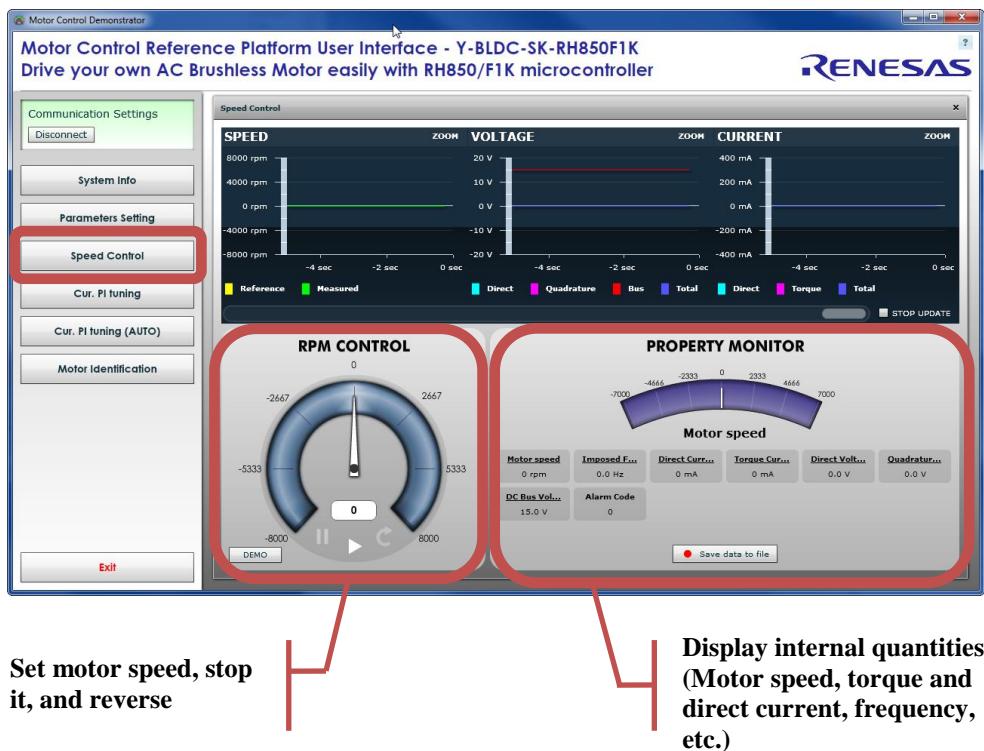 Motor Control Demonstrator
Motor Control Reference Platform User Interface - Y-BLDC-SK-RH850F1K
Drive your own AC Brushless Motor easily with RH850/F1K microcontroller
?
RENESAS
Communication Settings
Disconnect
System Info
Parameters Setting
Speed Control
Cur. PI tuning
Cur. PI tuning (AUTO)
Motor Identification
Exit
Speed Control
x
SPEED ZOOM
8000 rpm
4000 rpm
0 rpm
-4000 rpm
-8000 rpm
-4 sec -2 sec 0 sec
Reference Measured
VOLTAGE ZOOM
20 V
10 V
0 V
-10 V
-20 V
-4 sec -2 sec 0 sec
Direct Quadrature Bus Total
CURRENT ZOOM
400 mA
200 mA
0 mA
-200 mA
-400 mA
-4 sec -2 sec 0 sec
Direct Torque Total
STOP UPDATE
RPM CONTROL
0
-2667 2667
-5333 5333
0
-8000 8000
DEMO
PROPERTY MONITOR
-7000 -4666 -2333 0 2333 4666 7000
Motor speed
Motor speed Imposed F... Direct Curr... Torque Cur... Direct Volt... Quadratur...
0 rpm 0.0 Hz 0 mA 0 mA 0.0 V 0.0 V
DC Bus Vol... Alarm Code
15.0 V 0
Save data to file
Set motor speed, stop
it, and reverse
Display internal quantities
(Motor speed, torque and
direct current, frequency,
etc.)